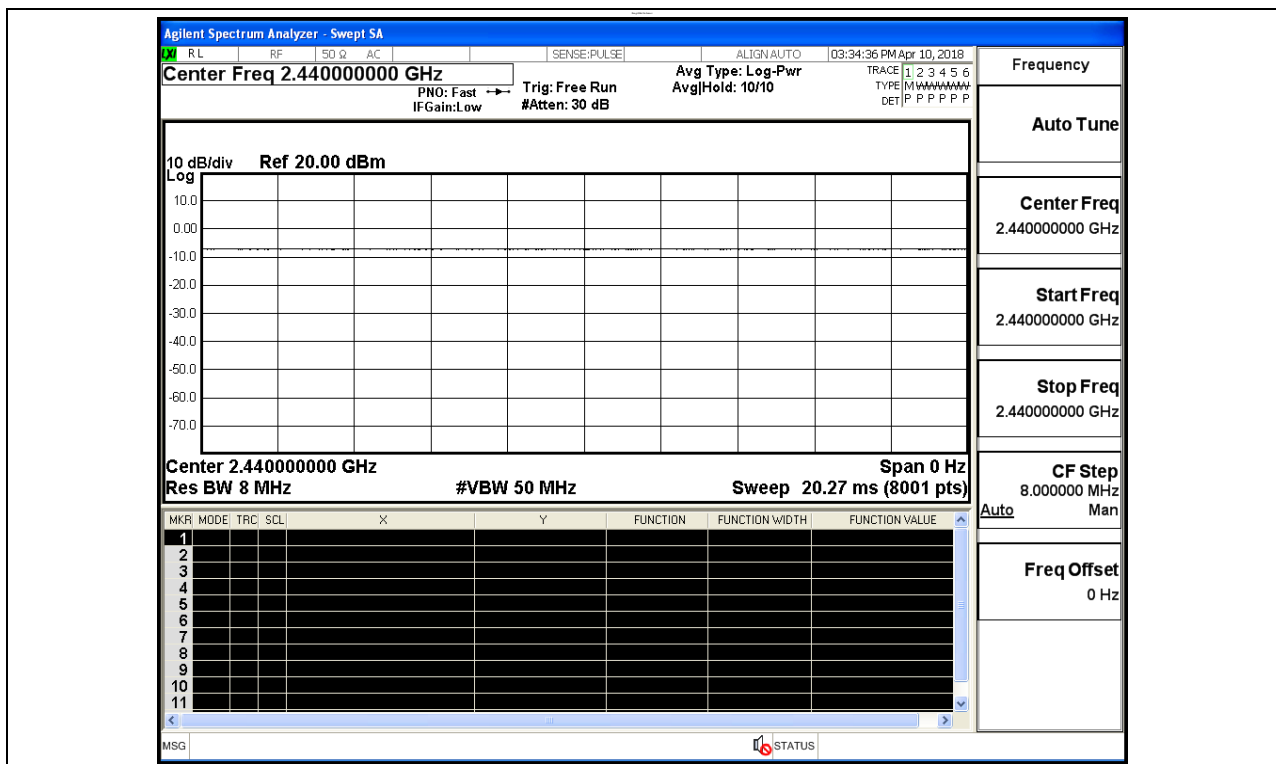 Agilent Spectrum Analyzer - Swept SA
LXI RL RF 50 Ω AC SENSE:PULSE ALIGN AUTO 03:34:36 PM Apr 10, 2018
Center Freq 2.440000000 GHz
PNO: Fast
IFGain:Low
Trig: Free Run
#Atten: 30 dB
Avg Type: Log-Pwr
Avg|Hold: 10/10
TRACE 1 2 3 4 5 6
TYPE M W W W W W
DET P P P P P P
10 dB/div Ref 20.00 dBm
Log
10.0
0.00
-10.0
-20.0
-30.0
-40.0
-50.0
-60.0
-70.0
Center 2.440000000 GHz Span 0 Hz
Res BW 8 MHz #VBW 50 MHz Sweep 20.27 ms (8001 pts)
MKR MODE TRC SCL X Y FUNCTION FUNCTION WIDTH FUNCTION VALUE
1
2
3
4
5
6
7
8
9
10
11
MSG STATUS
Frequency
Auto Tune
Center Freq
2.440000000 GHz
Start Freq
2.440000000 GHz
Stop Freq
2.440000000 GHz
CF Step
8.000000 MHz
Auto Man
Freq Offset
0 Hz